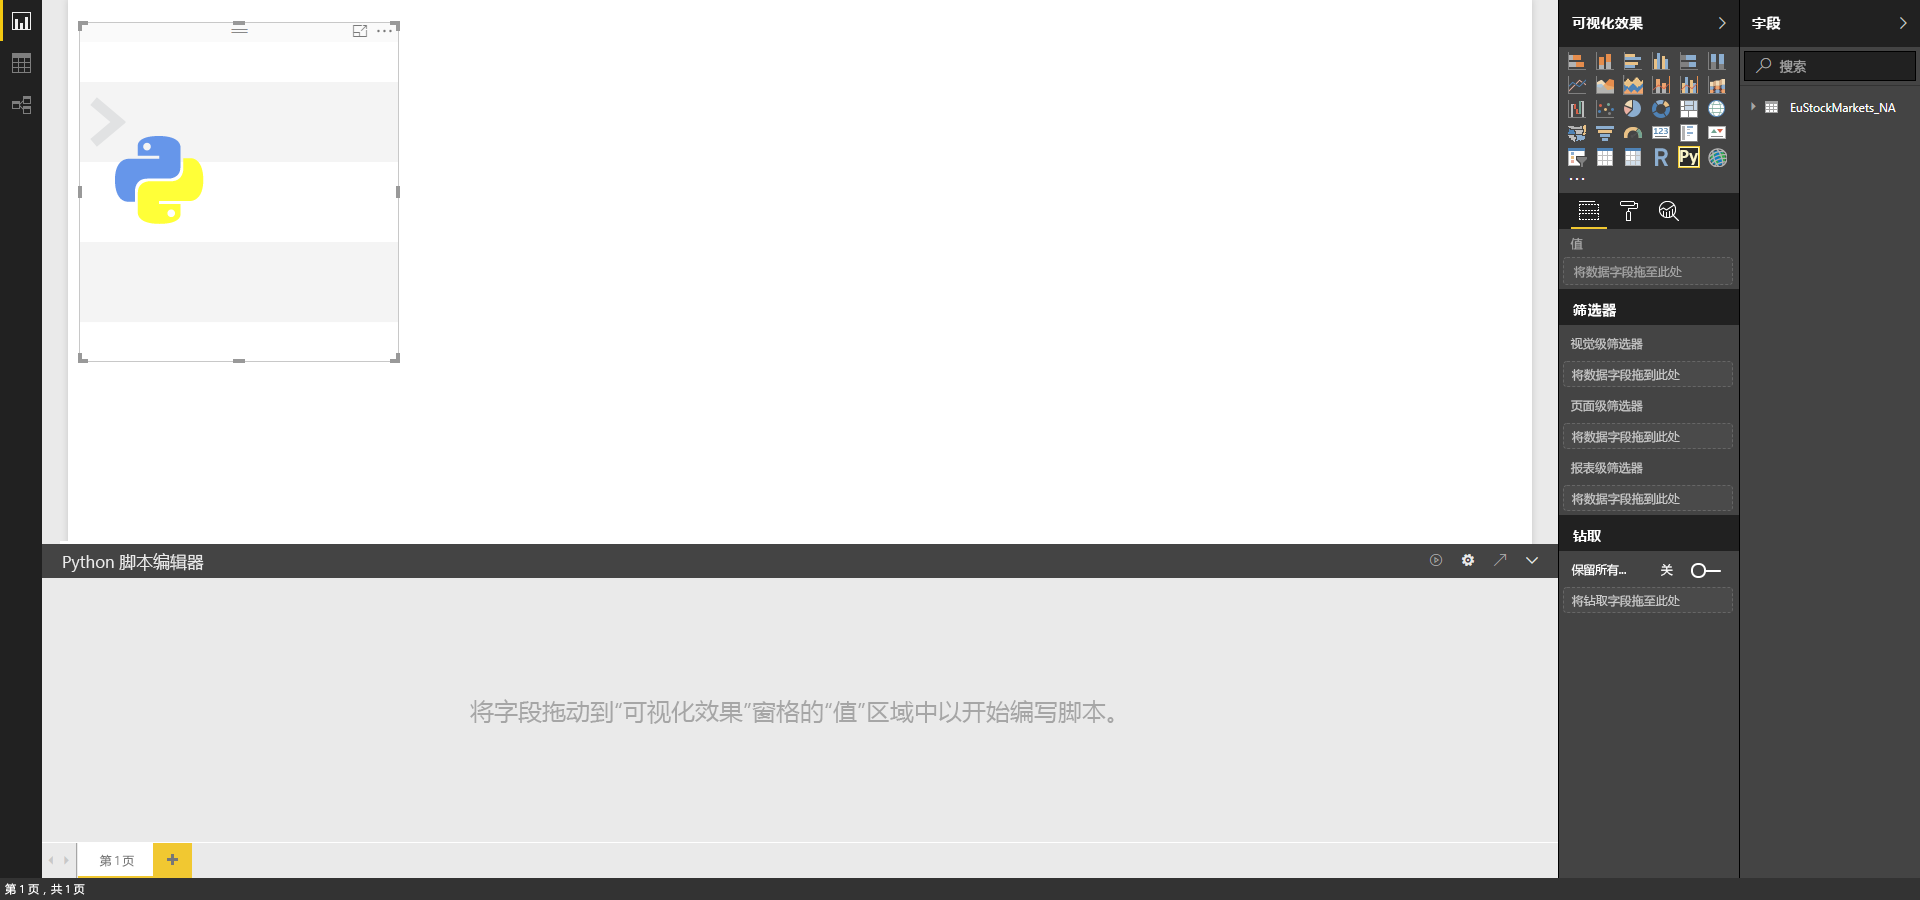 可视化效果
字段
搜索
EuStockMarkets_NA
123
R
Py
值
将数据字段拖至此处
筛选器
视觉级筛选器
将数据字段拖到此处
页面级筛选器
将数据字段拖到此处
报表级筛选器
将数据字段拖到此处
钻取
保留所有... 关
将钻取字段拖至此处
Python 脚本编辑器
将字段拖动到“可视化效果”窗格的“值”区域中以开始编写脚本。
第 1 页
第 1 页，共 1 页